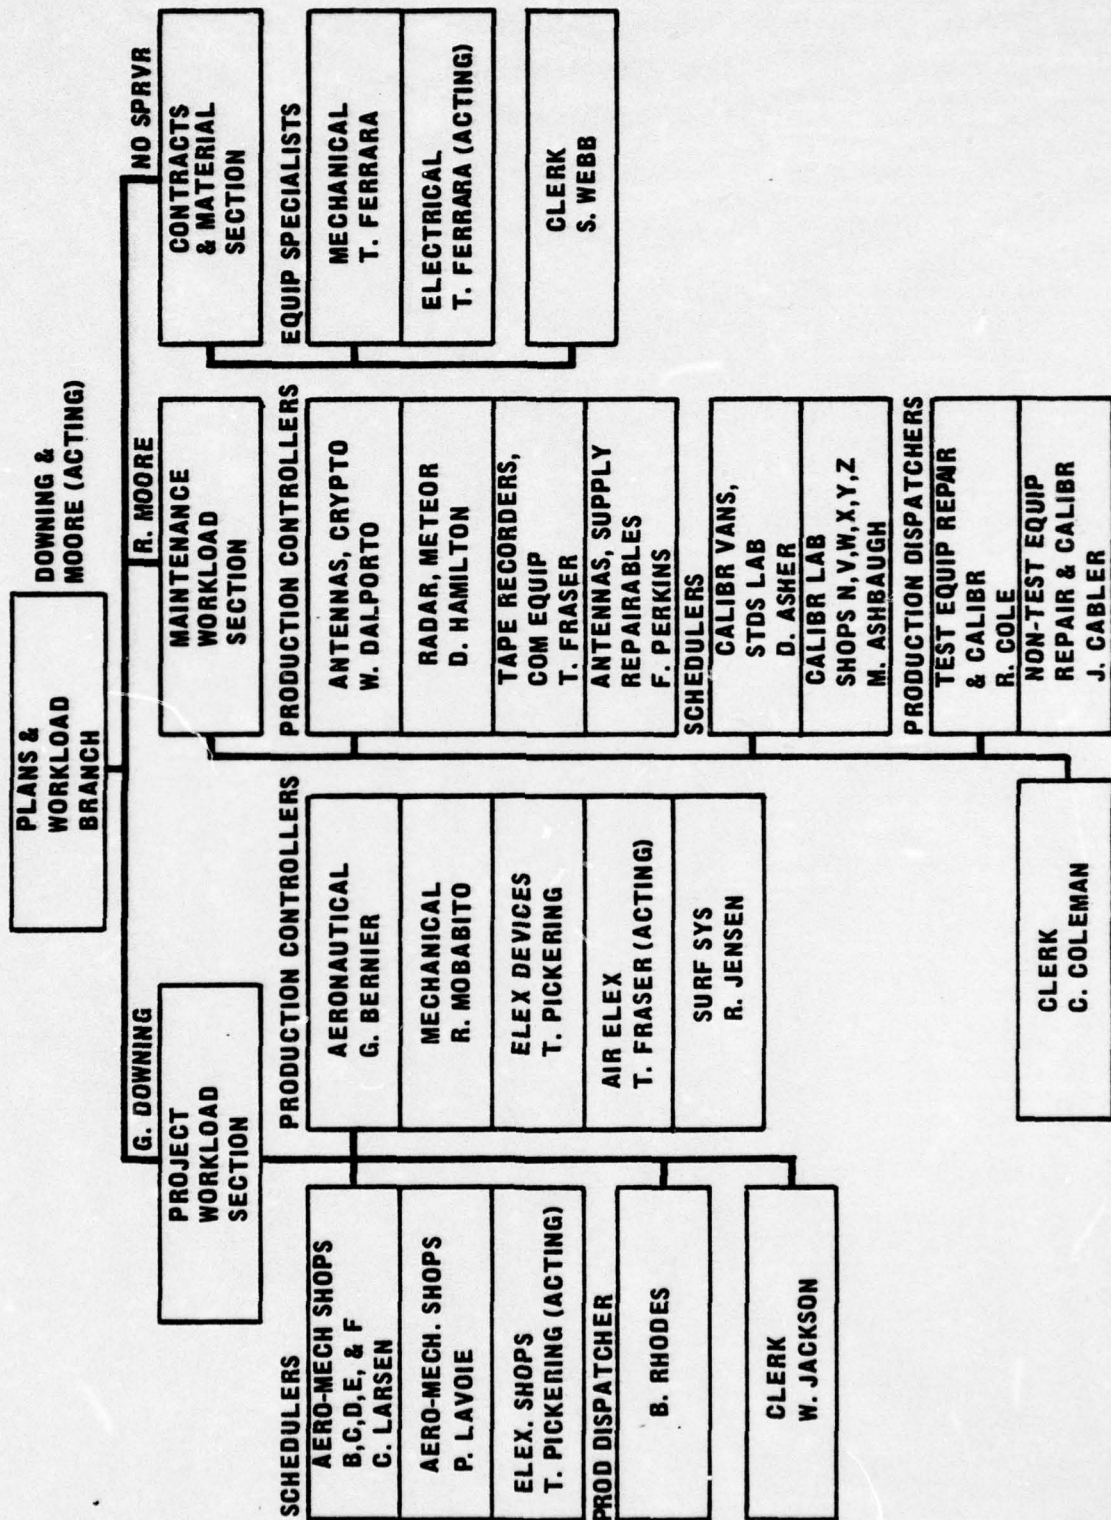 PLANS &
WORKLOAD
BRANCH
DOWNING &
MOORE (ACTING)
G. DOWNING
PROJECT
WORKLOAD
SECTION
SCHEDULERS
AERO-MECH SHOPS
B,C,D,E, & F
C. LARSEN
AERO-MECH. SHOPS
P. LAVOIE
ELEX. SHOPS
T. PICKERING (ACTING)
PROD DISPATCHER
B. RHODES
CLERK
W. JACKSON
PRODUCTION CONTROLLERS
AERONAUTICAL
G. BERNIER
MECHANICAL
R. MOBABITO
ELEX DEVICES
T. PICKERING
AIR ELEX
T. FRASER (ACTING)
SURF SYS
R. JENSEN
R. MOORE
MAINTENANCE
WORKLOAD
SECTION
PRODUCTION CONTROLLERS
ANTENNAS, CRYPTO
W. DALPORTO
RADAR, METEOR
D. HAMILTON
TAPE RECORDERS,
COM EQUIP
T. FRASER
ANTENNAS, SUPPLY
REPAIRABLES
F. PERKINS
SCHEDULERS
CALIBR VANS,
STDS LAB
D. ASHER
CALIBR LAB
SHOPS N,V,W,X,Y,Z
M. ASHBAUGH
PRODUCTION DISPATCHERS
TEST EQUIP REPAIR
& CALIBR
R. COLE
NON-TEST EQUIP
REPAIR & CALIBR
J. CABLER
CLERK
C. COLEMAN
NO SPRVR
CONTRACTS
& MATERIAL
SECTION
EQUIP SPECIALISTS
MECHANICAL
T. FERRARA
ELECTRICAL
T. FERRARA (ACTING)
CLERK
S. WEBB